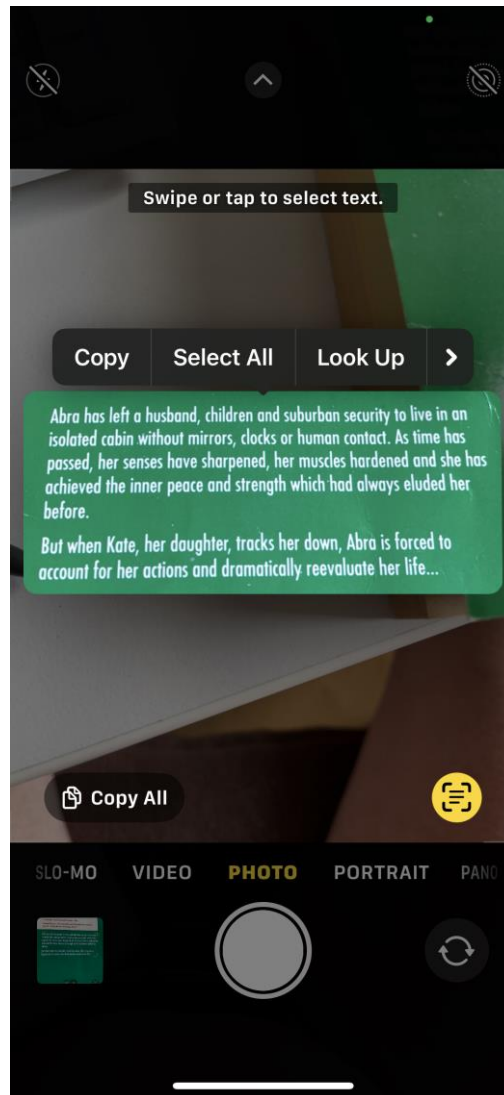 Swipe or tap to select text.
Copy
Select All
Look Up
Abra has left a husband, children and suburban security to live in an
isolated cabin without mirrors, clocks or human contact. As time has
passed, her senses have sharpened, her muscles hardened and she has
achieved the inner peace and strength which had always eluded her
before.
But when Kate, her daughter, tracks her down, Abra is forced to
account for her actions and dramatically reevaluate her life...
Copy All
SLO-MO
VIDEO
PHOTO
PORTRAIT
PANO